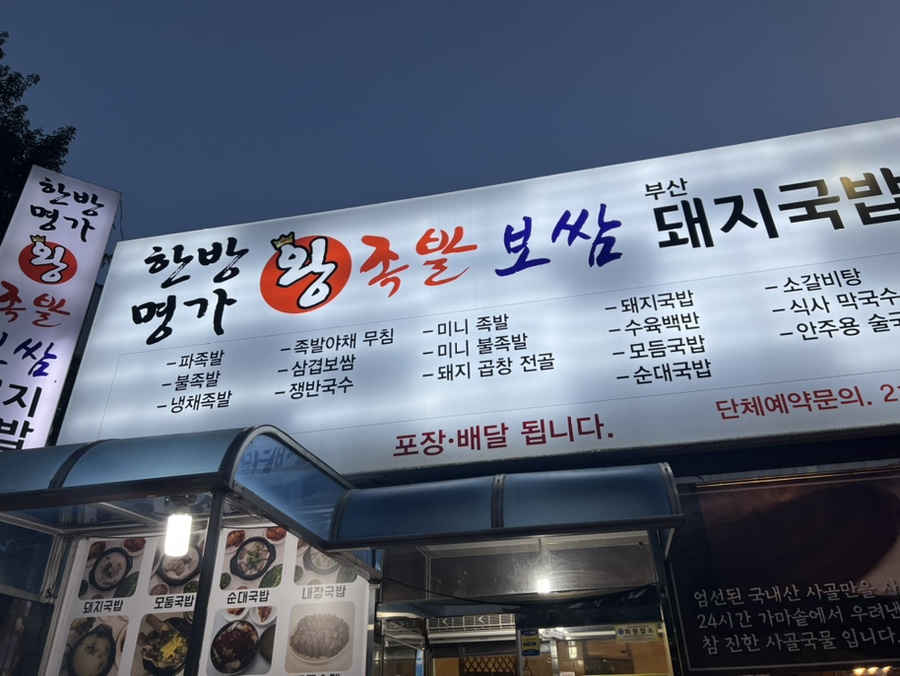 한방
명가
왕
족발
보쌈
한방
명가
왕
족발
보쌈
부산
돼지국밥
-파족발
-불족발
-냉채족발
-족발야채 무침
-삼겹보쌈
-쟁반국수
-미니 족발
-미니 불족발
-돼지 곱창 전골
-돼지국밥
-수육백반
-모듬국밥
-순대국밥
-소갈비탕
-식사 막국수
-안주용 술국
포장·배달 됩니다.
단체예약문의. 2
돼지국밥
모둠국밥
순대국밥
내장국밥
엄선된 국내산 사골만을
24시간 가마솥에서 우려낸
참 진한 사골국물 입니다.